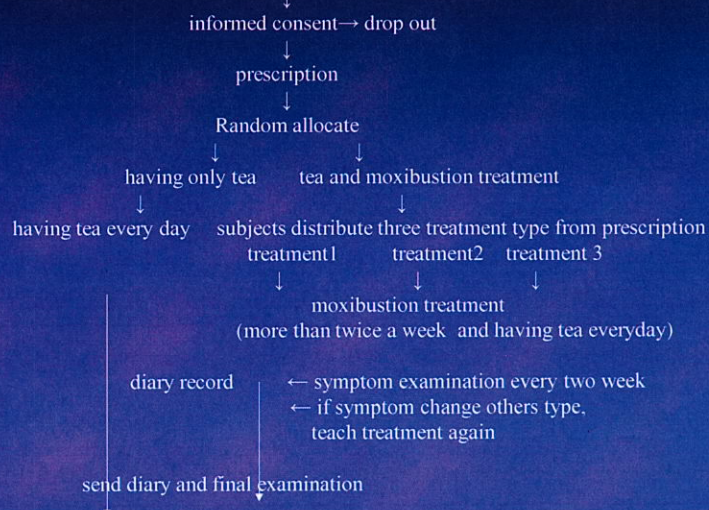 ↓
informed consent→ drop out
↓
prescription
↓
Random allocate
↓ ↓
having only tea tea and moxibustion treatment
↓ ↓
having tea every day subjects distribute three treatment type from prescription
treatment1 treatment2 treatment 3
↓ ↓ ↓
moxibustion treatment
(more than twice a week and having tea everyday)
diary record ← symptom examination every two week
← if symptom change others type,
teach treatment again
send diary and final examination